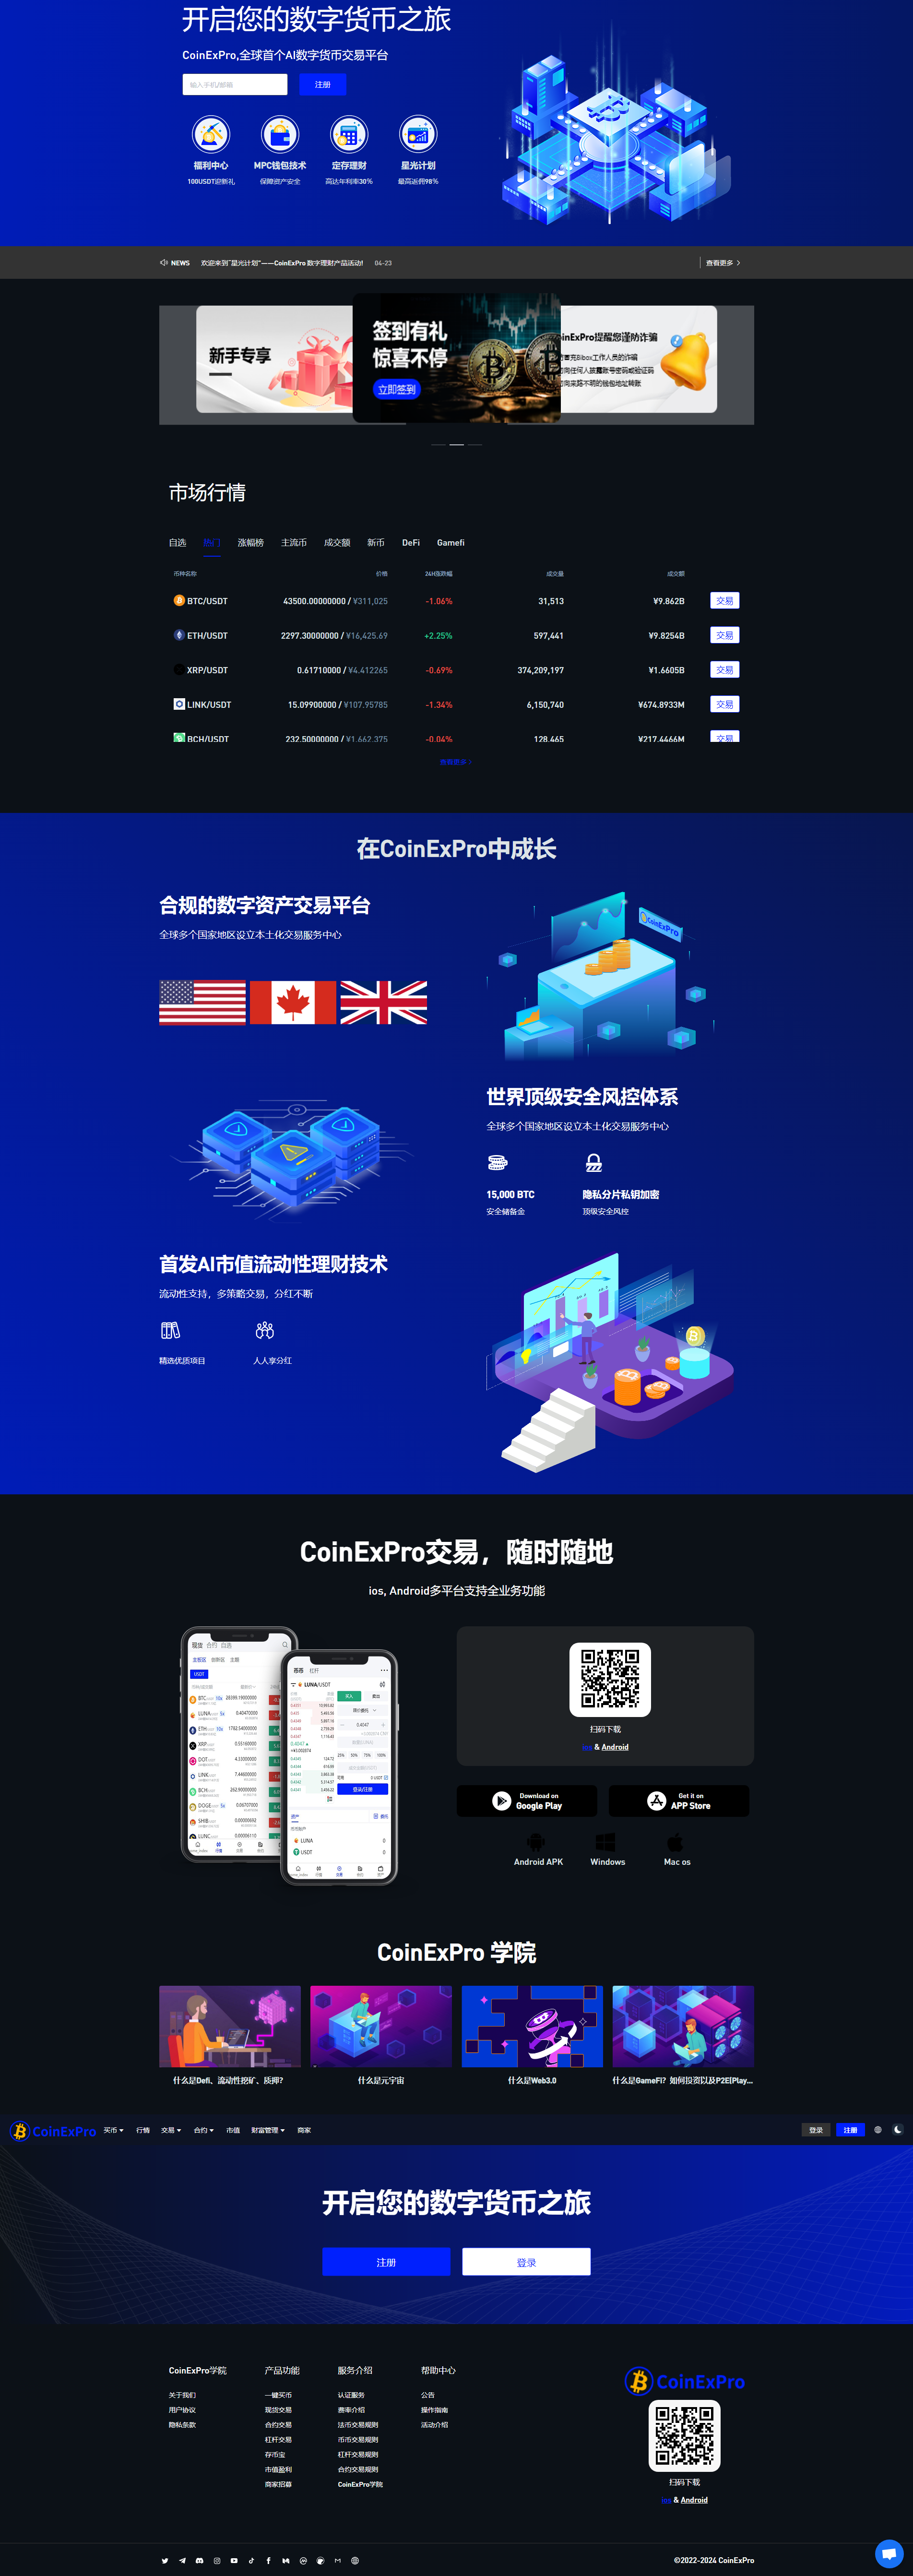 开启您的数字货币之旅
CoinExPro,全球首个AI数字货币交易平台
输入手机/邮箱
注册
福利中心 MPC钱包技术 定存理财 星光计划
100USDT迎新礼 保障资产安全 高达年利率30% 最高返佣98%
NEWS 欢迎来到"星光计划"——CoinExPro 数字理财产品活动! 04-23 查看更多
新手专享
签到有礼
惊喜不停
立即签到
oinExPro提醒您谨防诈骗
冒充Bibox工作人员的诈骗
向任何人披露账号密码或验证码
向来路不明的钱包地址转账
市场行情
自选 热门 涨幅榜 主流币 成交额 新币 DeFi Gamefi
币种名称 价格 24H涨跌幅 成交量 成交额
BTC/USDT 43500.00000000 / ¥311,025 -1.06% 31,513 ¥9.862B 交易
ETH/USDT 2297.30000000 / ¥16,425.69 +2.25% 597,441 ¥9.8254B 交易
XRP/USDT 0.61710000 / ¥4.412265 -0.69% 374,209,197 ¥1.6605B 交易
LINK/USDT 15.09900000 / ¥107.95785 -1.34% 6,150,740 ¥674.8933M 交易
BCH/USDT 232.50000000 / ¥1,662.375 -0.04% 128,465 ¥217.4466M 交易
查看更多
在CoinExPro中成长
合规的数字资产交易平台
全球多个国家地区设立本土化交易服务中心
CoinExPro
世界顶级安全风控体系
全球多个国家地区设立本土化交易服务中心
15,000 BTC 隐私分片私钥加密
安全储备金 顶级安全风控
首发AI市值流动性理财技术
流动性支持，多策略交易，分红不断
精选优质项目 人人享分红
CoinExPro交易，随时随地
ios, Android多平台支持全业务功能
扫码下载
ios & Android
Download on
Google Play
Get it on
APP Store
Android APK Windows Mac os
CoinExPro 学院
什么是Defi、流动性挖矿、质押? 什么是元宇宙 什么是Web3.0 什么是GameFi? 如何投资以及P2E(Play...
CoinExPro 买币 行情 交易 合约 市值 财富管理 商家 登录 注册
开启您的数字货币之旅
注册 登录
CoinExPro学院
关于我们
用户协议
隐私条款
产品功能
一键买币
现货交易
合约交易
杠杆交易
存币宝
市值盈利
商家招募
服务介绍
认证服务
费率介绍
法币交易规则
币币交易规则
杠杆交易规则
合约交易规则
CoinExPro学院
帮助中心
公告
操作指南
活动介绍
CoinExPro
扫码下载
ios & Android
©2022-2024 CoinExPro